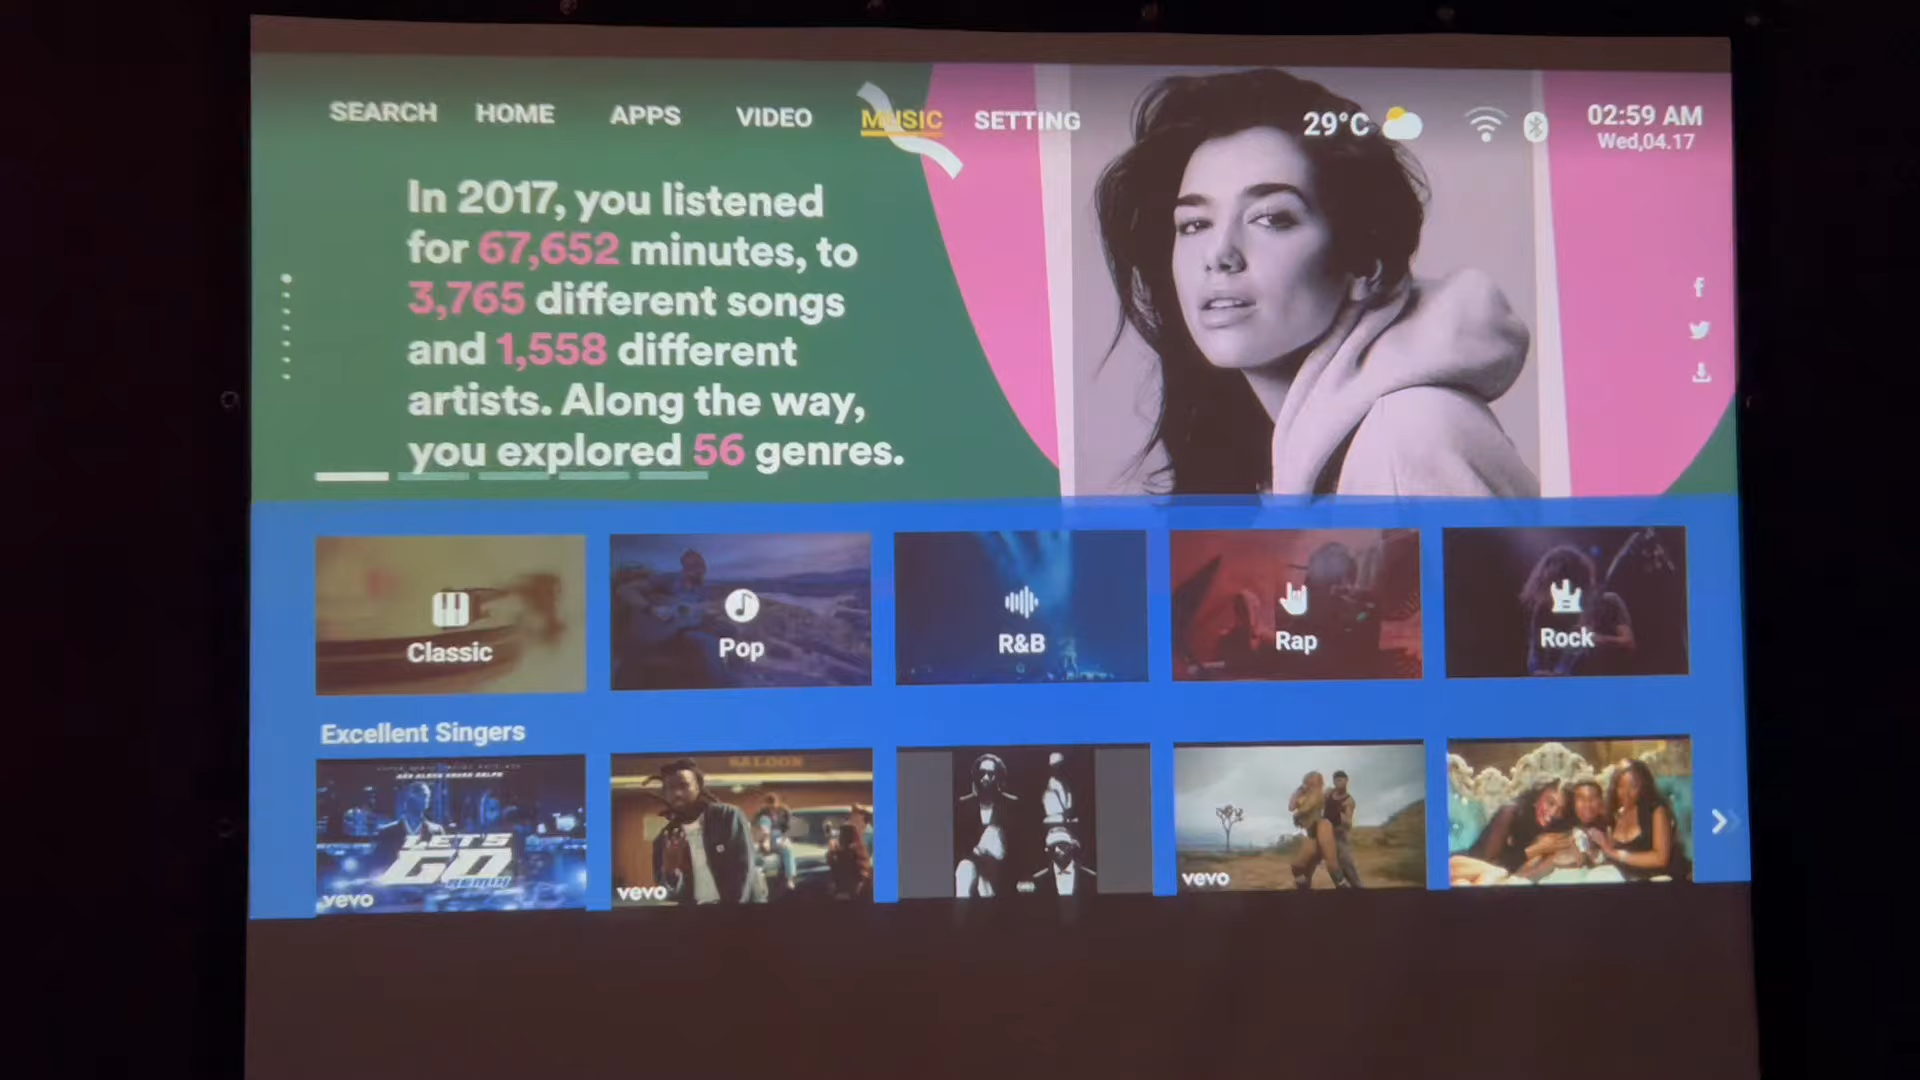 SEARCH HOME APPS VIDEO MUSIC SETTING 29°C 02:59 AM
Wed,04.17
In 2017, you listened
for 67,652 minutes, to
3,765 different songs
and 1,558 different
artists. Along the way,
you explored 56 genres.
Classic Pop R&B Rap Rock
Excellent Singers
SALOON
LET'S
GO
REMIX
vevo vevo vevo